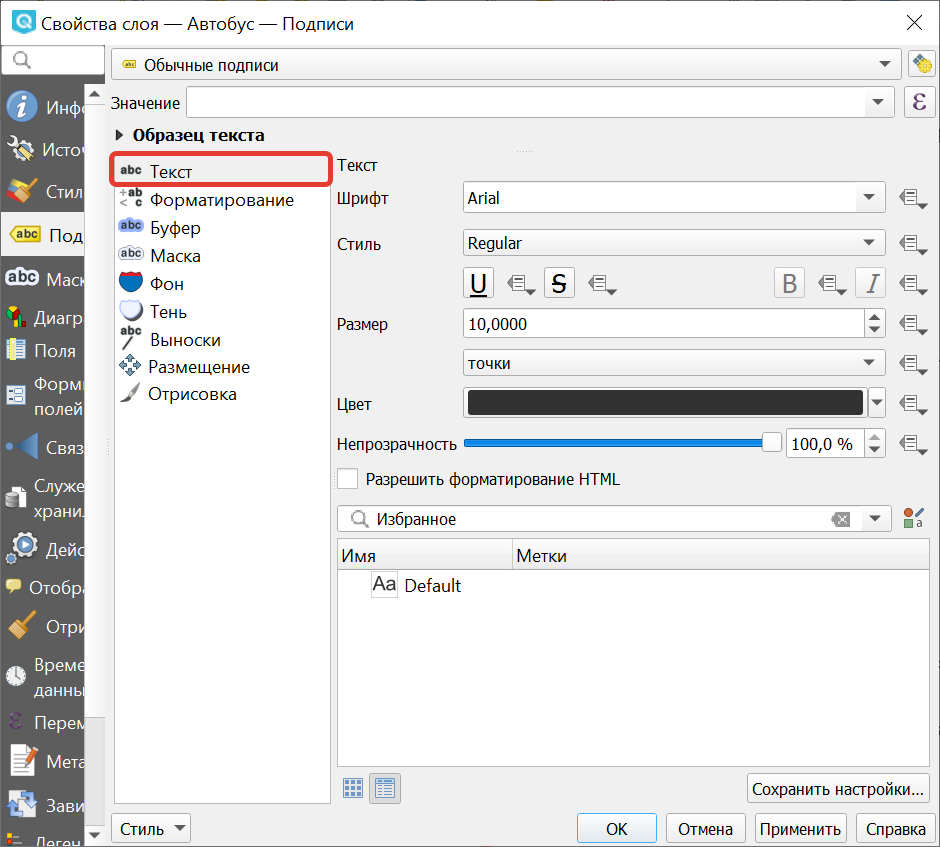 Свойства слоя — Автобус — Подписи
Обычные подписи
Значение
ε
Образец текста
Инфо
Источ
Стил
Под
Маск
Диагр
Поля
Форм
полей
Связ
Служе
храни
Дейс
Отобра
Отри
Време
данны
Перем
Мета
Зави
Леген
abc Текст
Форматирование
Буфер
Маска
Фон
Тень
Выноски
Размещение
Отрисовка
Текст
Шрифт Arial
Стиль Regular
U S B I
Размер 10,0000
точки
Цвет
Непрозрачность 100,0 %
Разрешить форматирование HTML
Избранное
Имя Метки
Aa Default
Сохранить настройки...
Стиль OK Отмена Применить Справка